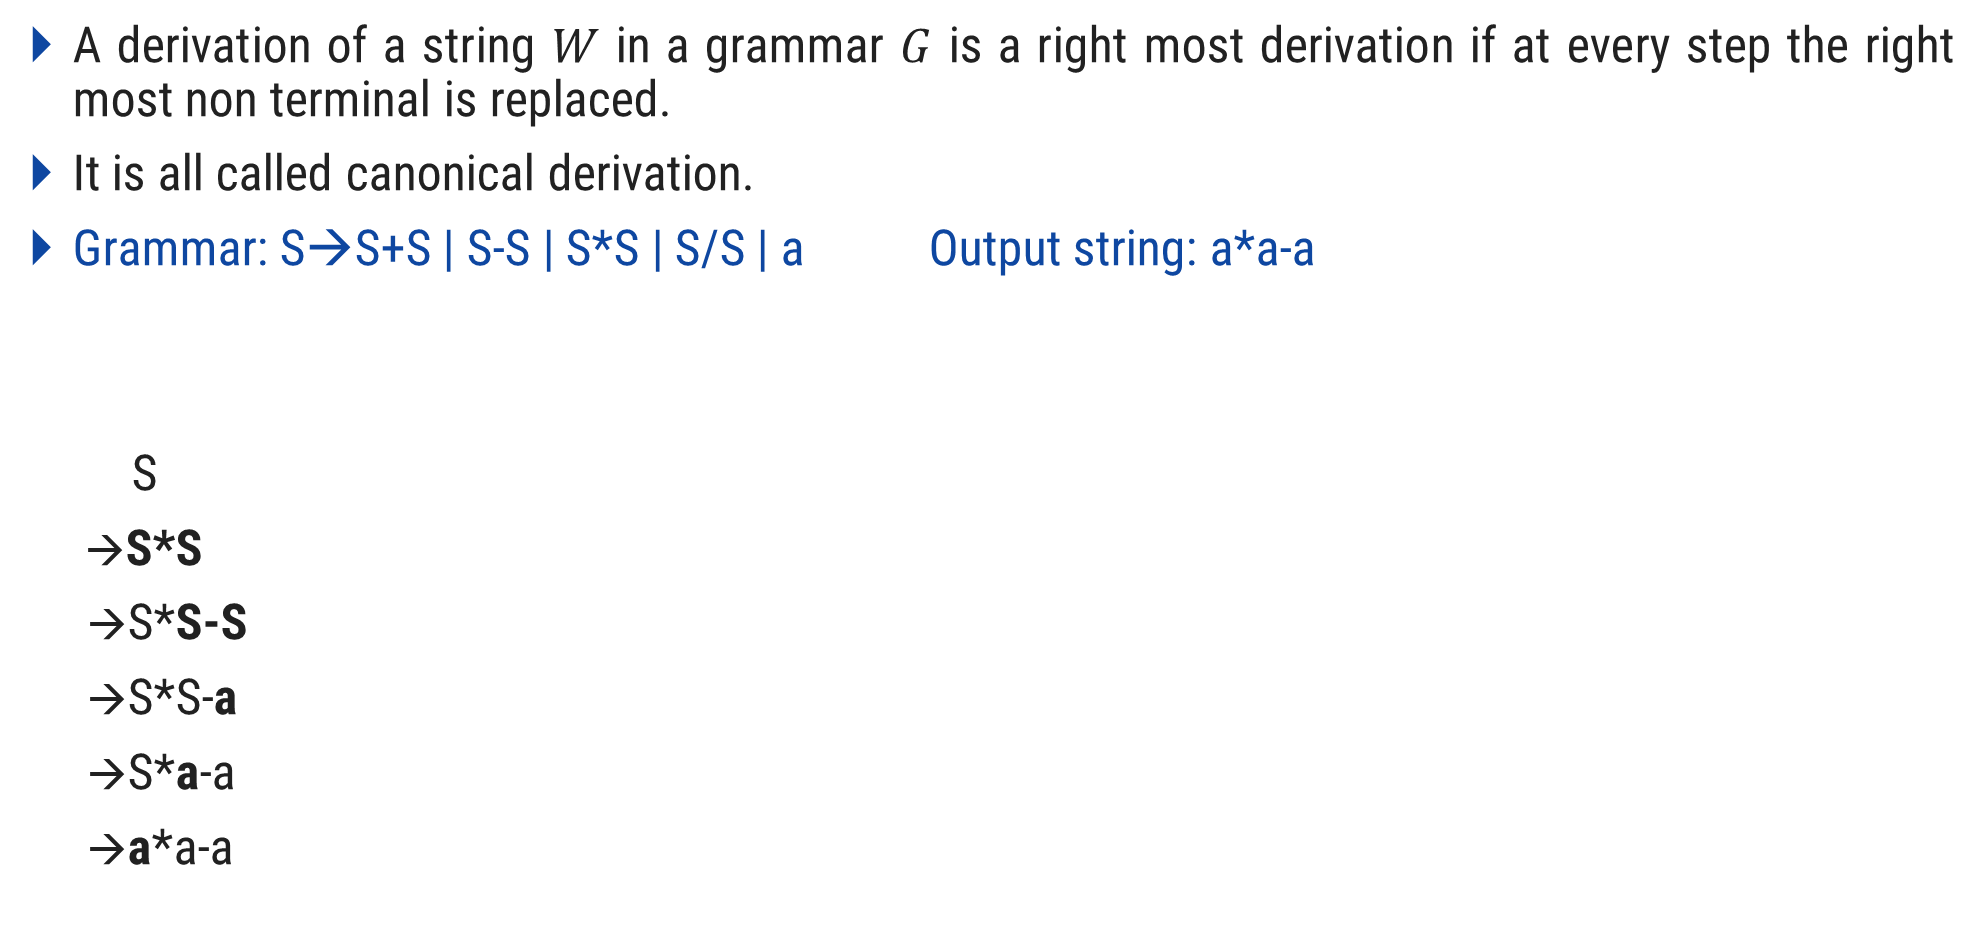 A derivation of a string W in a grammar G is a right most derivation if at every step the right
most non terminal is replaced.
It is all called canonical derivation.
Grammar: S→S+S | S-S | S*S | S/S | a Output string: a*a-a
S
→S*S
→S*S-S
→S*S-a
→S*a-a
→a*a-a